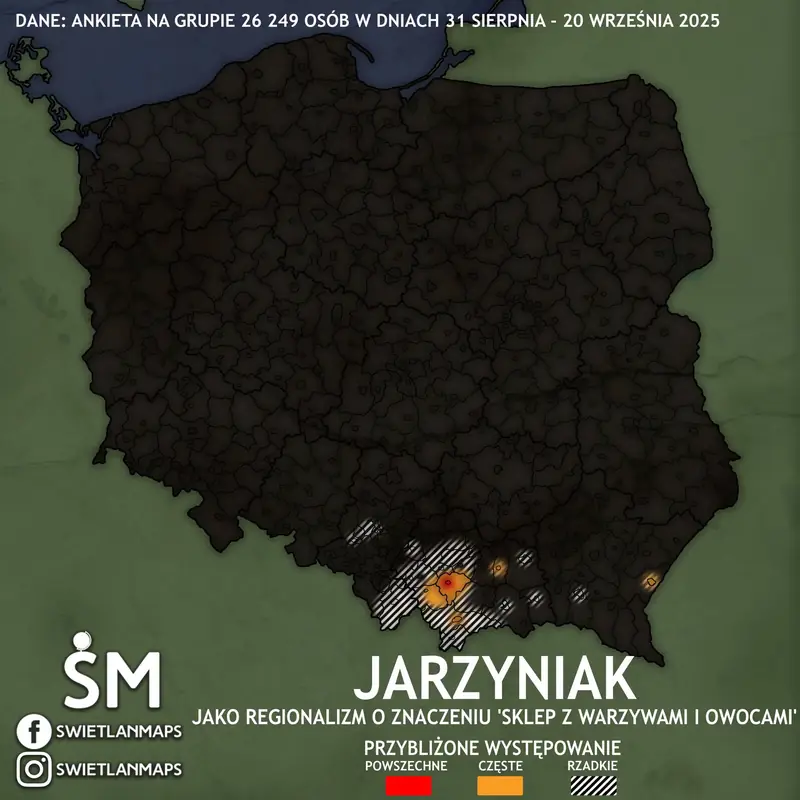 DANE: ANKIETA NA GRUPIE 26 249 OSÓB W DNIACH 31 SIERPNIA - 20 WRZEŚNIA 2025
ŚM
SWIETLANMAPS
SWIETLANMAPS
JARZYNIAK
JAKO REGIONALIZM O ZNACZENIU 'SKLEP Z WARZYWAMI I OWOCAMI'
PRZYBLIŻONE WYSTĘPOWANIE
POWSZECHNE CZĘSTE RZADKIE